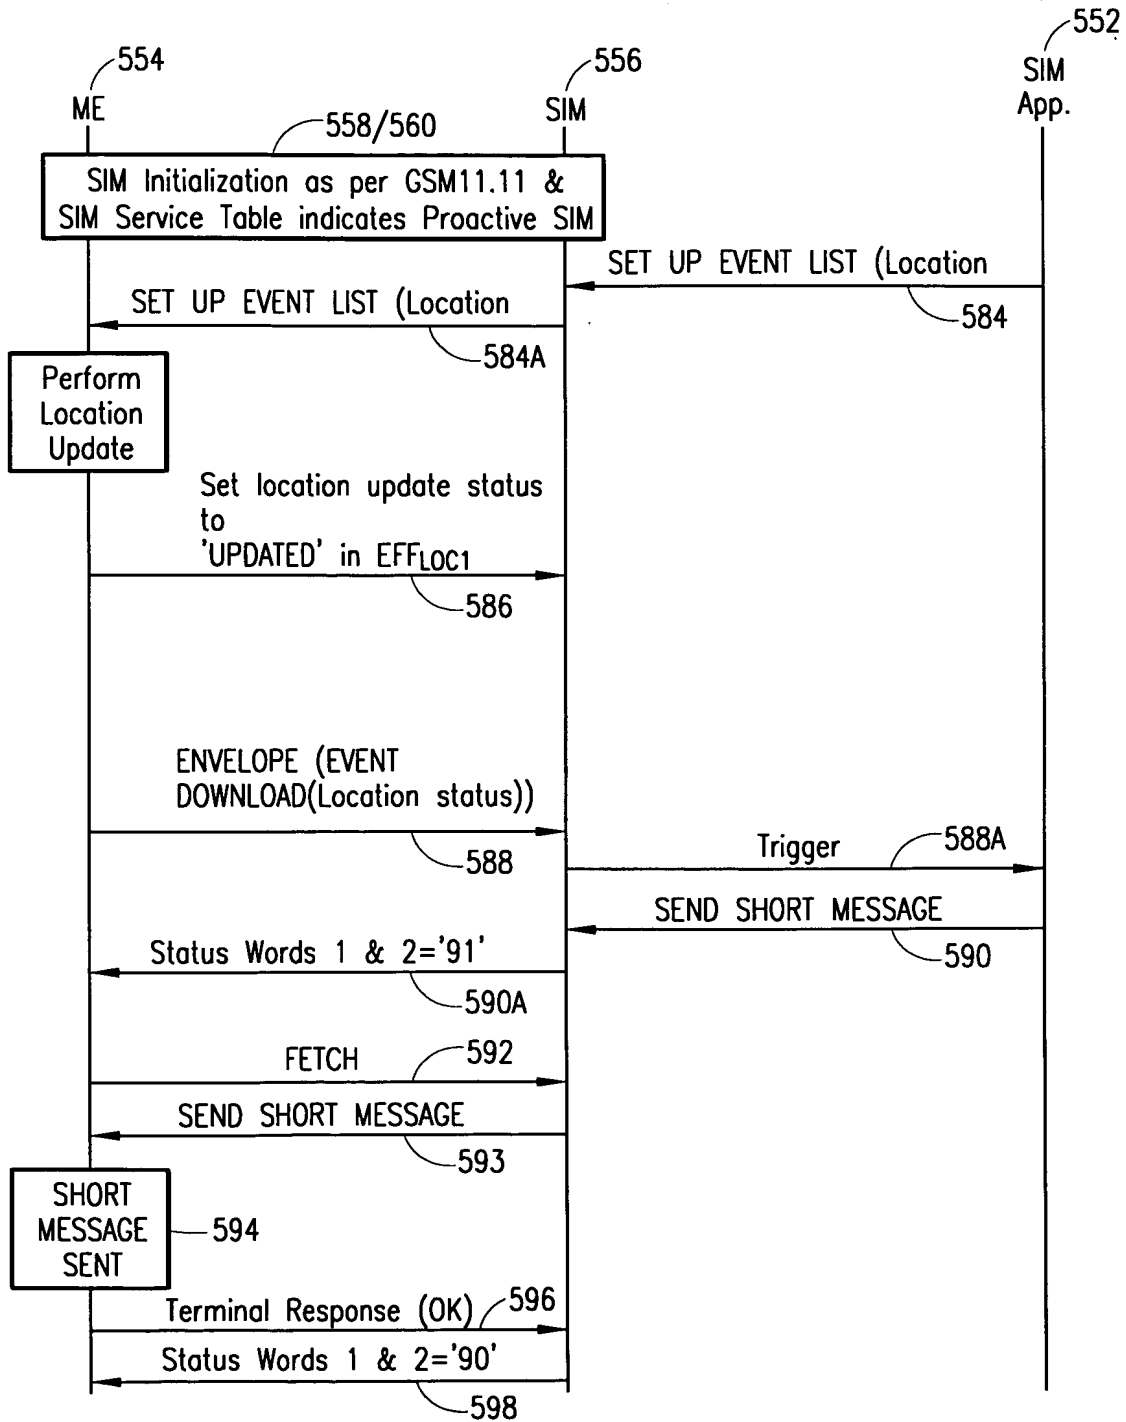 552
SIM
App.
554
ME
556
SIM
558/560
SIM Initialization as per GSM11.11 &
SIM Service Table indicates Proactive SIM
SET UP EVENT LIST (Location
584
SET UP EVENT LIST (Location
584A
Perform
Location
Update
Set location update status
to
'UPDATED' in EFFLOC1
586
ENVELOPE (EVENT
DOWNLOAD(Location status))
588
Trigger
588A
SEND SHORT MESSAGE
590
Status Words 1 & 2='91'
590A
FETCH
592
SEND SHORT MESSAGE
593
SHORT
MESSAGE
SENT
594
Terminal Response (OK)
596
Status Words 1 & 2='90'
598